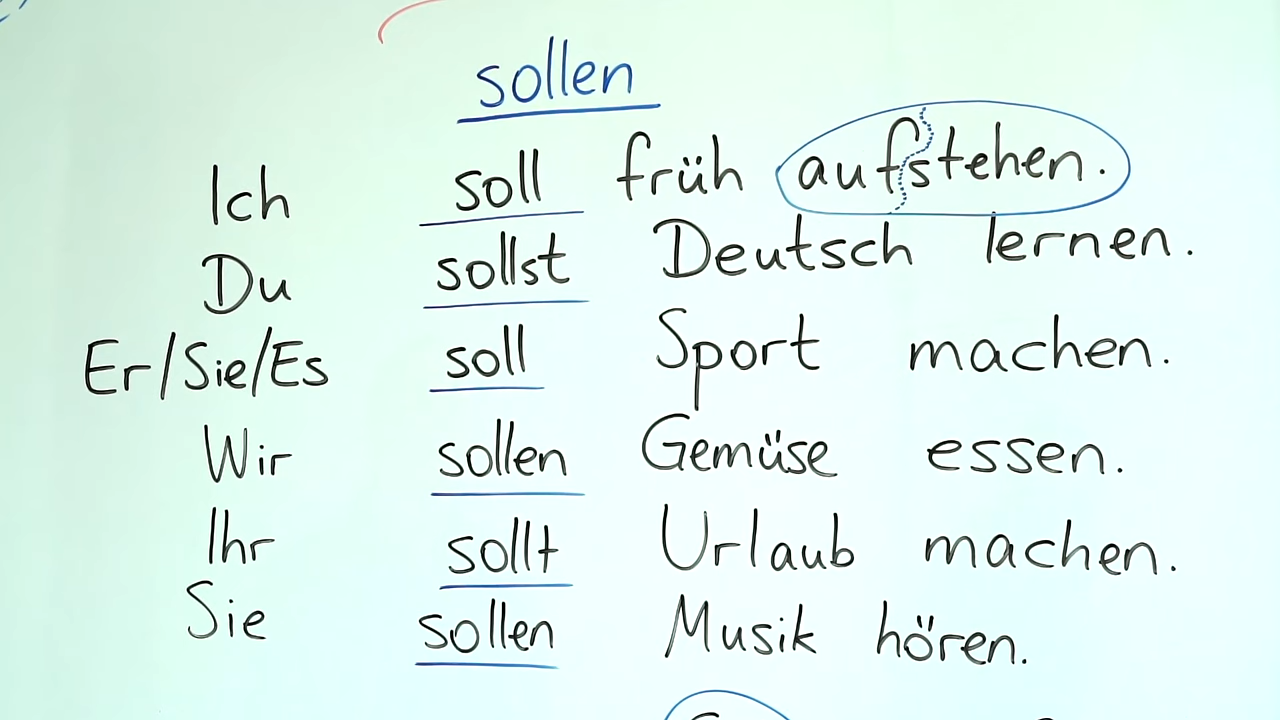 sollen
Ich soll früh aufstehen.
Du sollst Deutsch lernen.
Er/Sie/Es soll Sport machen.
Wir sollen Gemüse essen.
Ihr sollt Urlaub machen.
Sie sollen Musik hören.